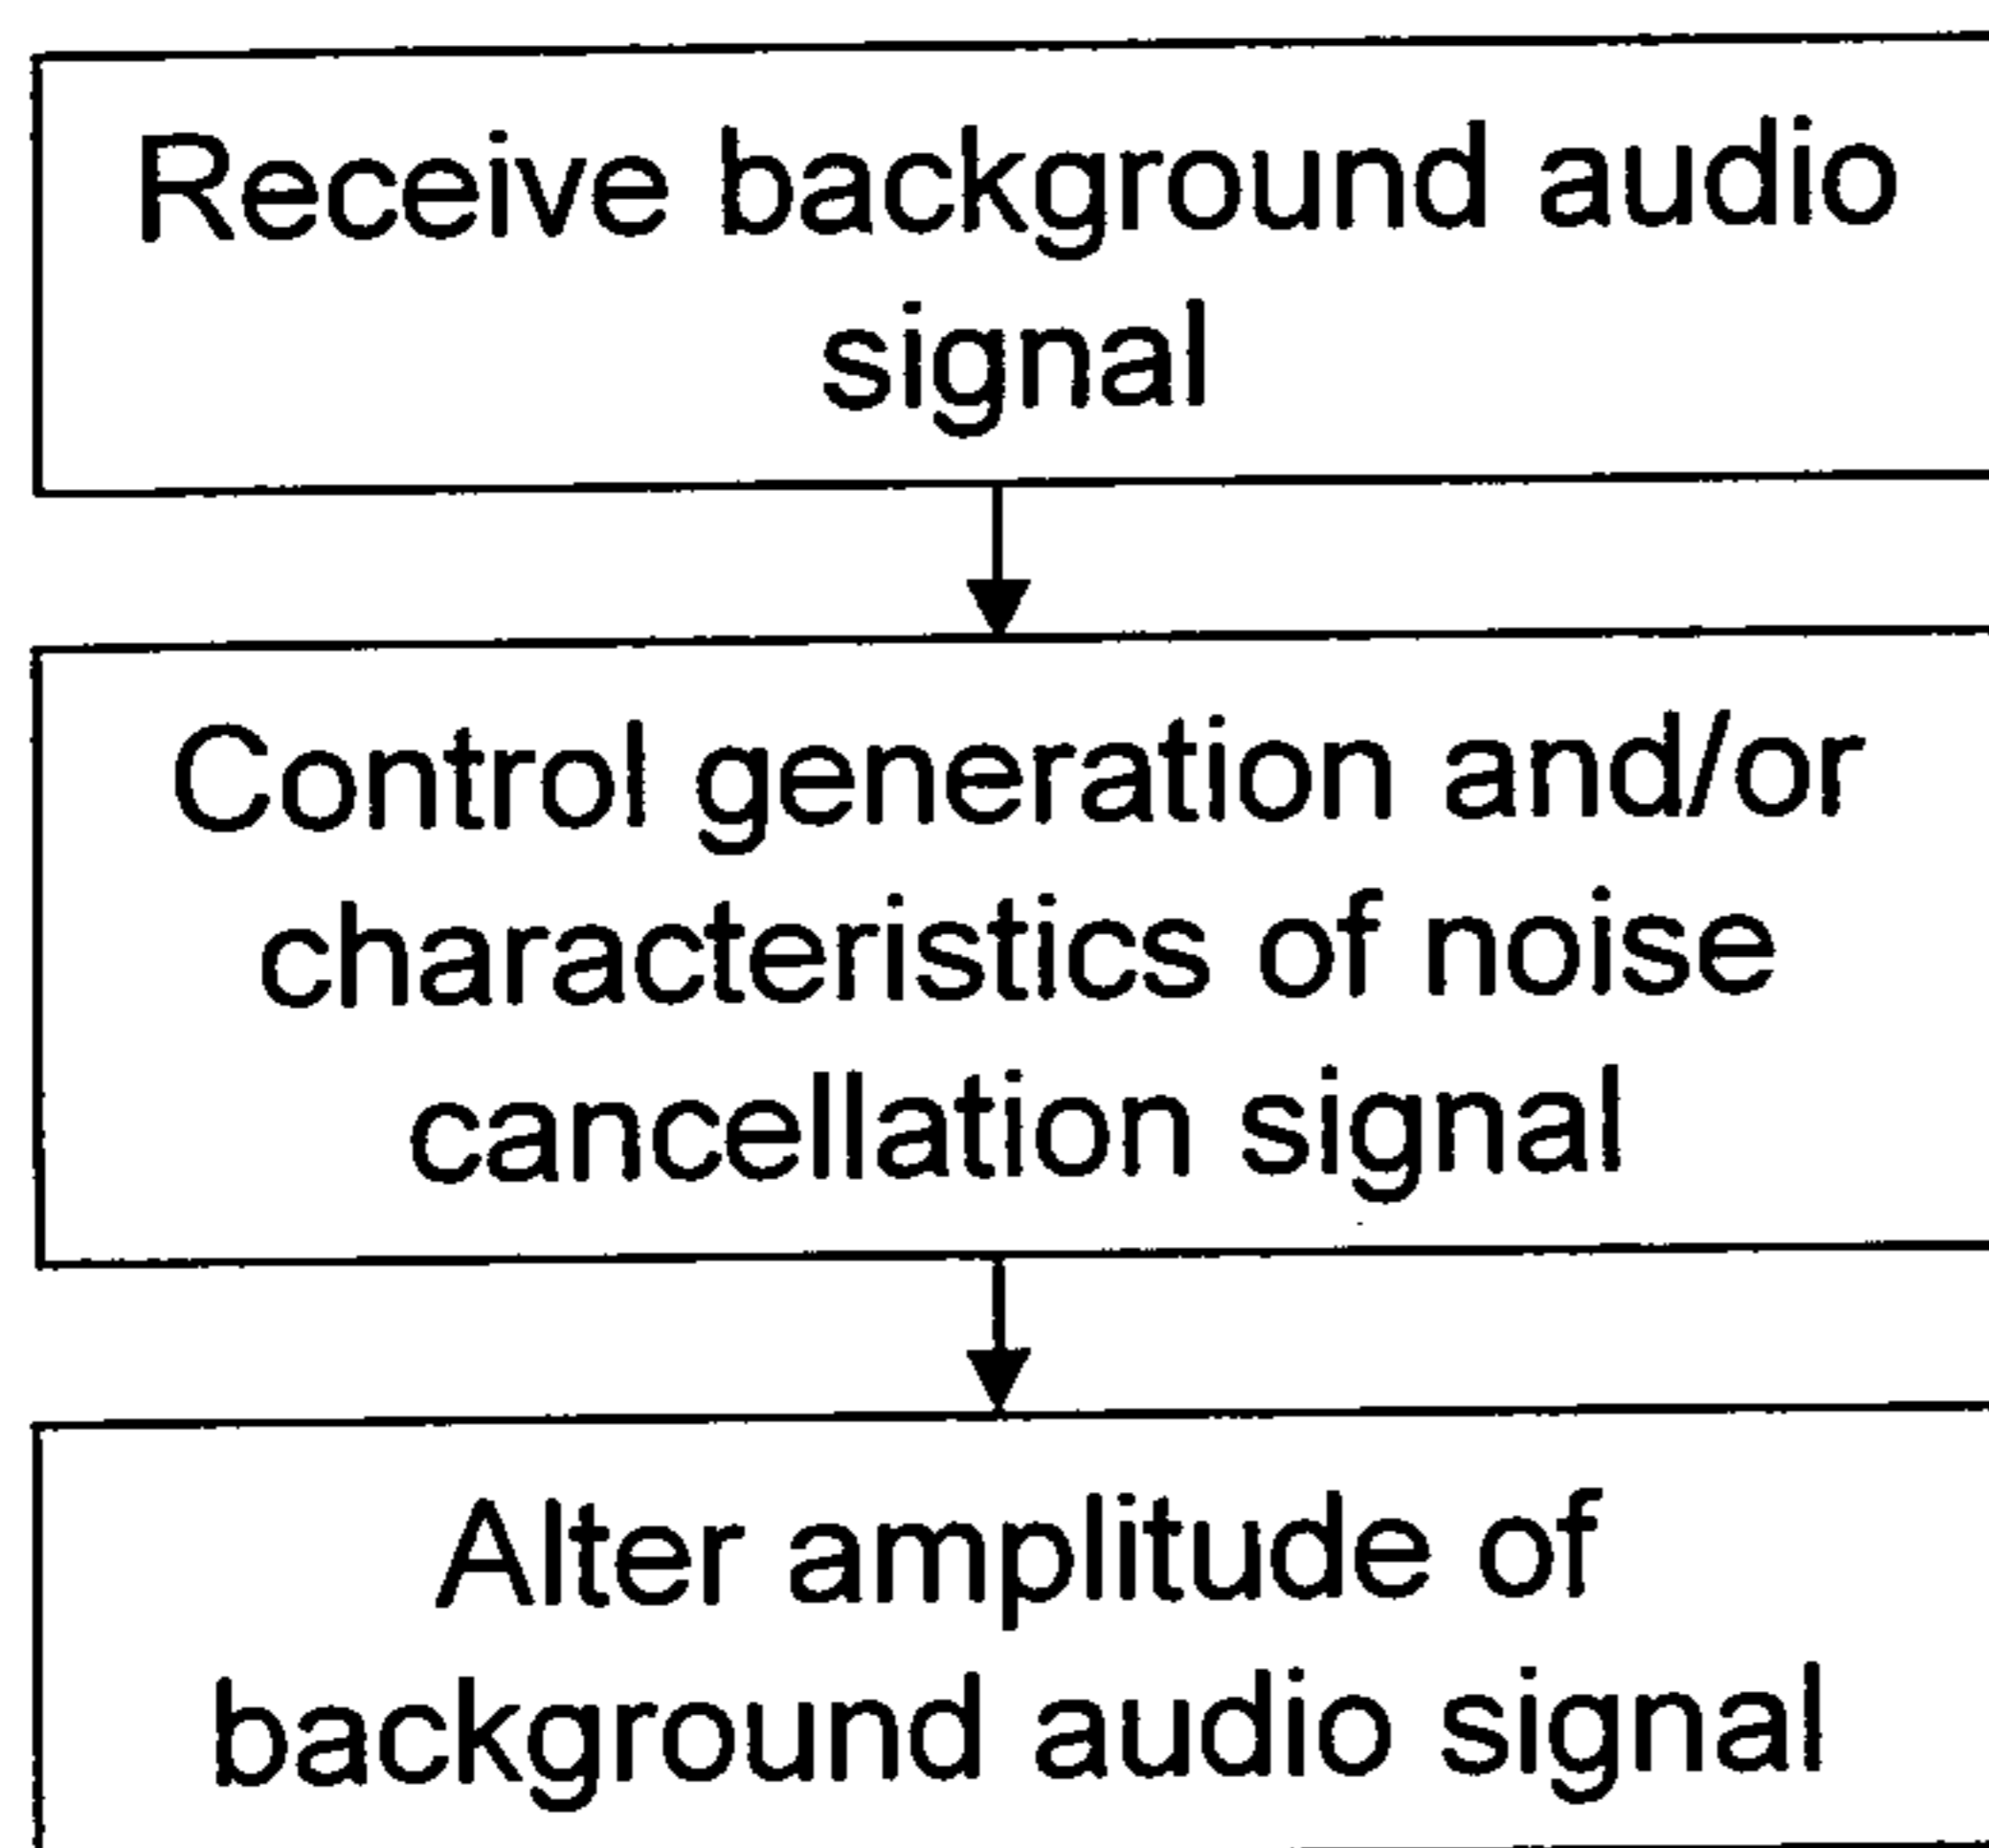 Receive background audio
signal
Control generation and/or
characteristics of noise
cancellation signal
Alter amplitude of
background audio signal